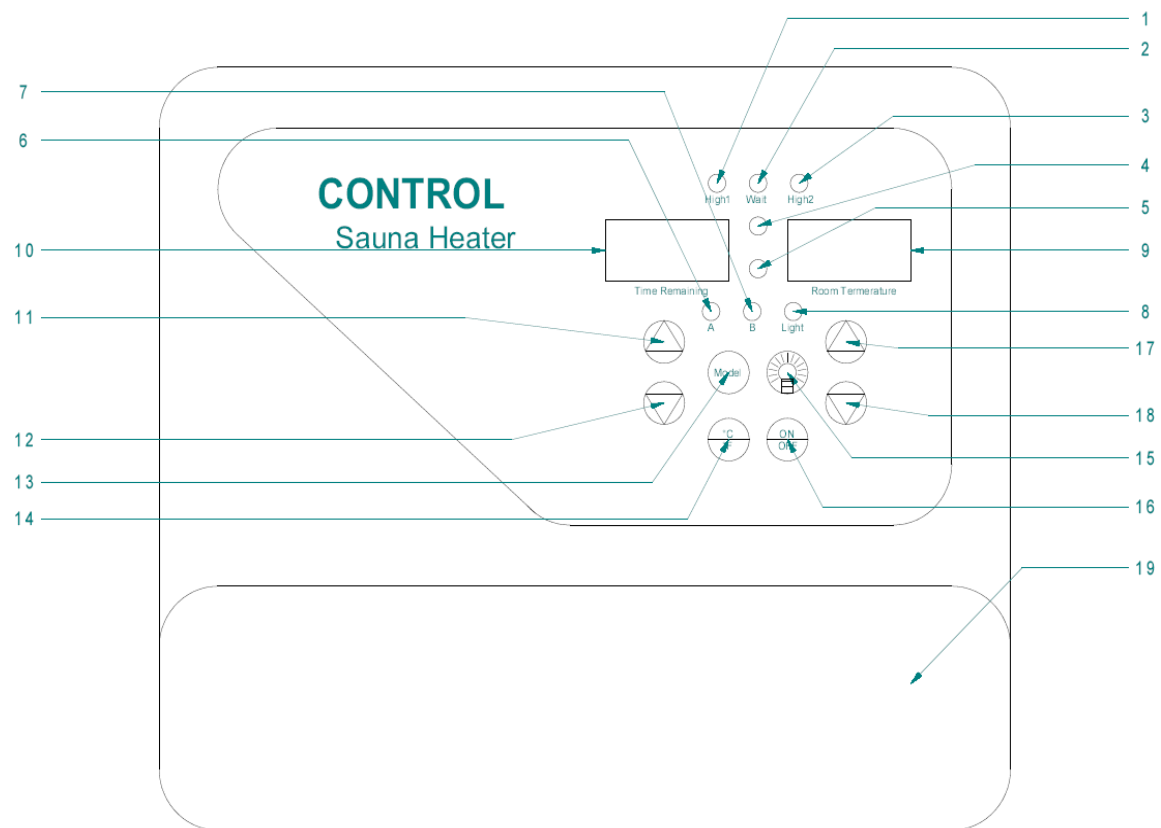 1
2
7
3
6
4
CONTROL
High1 Wait High2
5
Sauna Heater
10
9
Time Remaining
Room Termerature
11
8
A B Light
17
Model
12
18
°C
ON
13
15
F
OFF
14
16
19